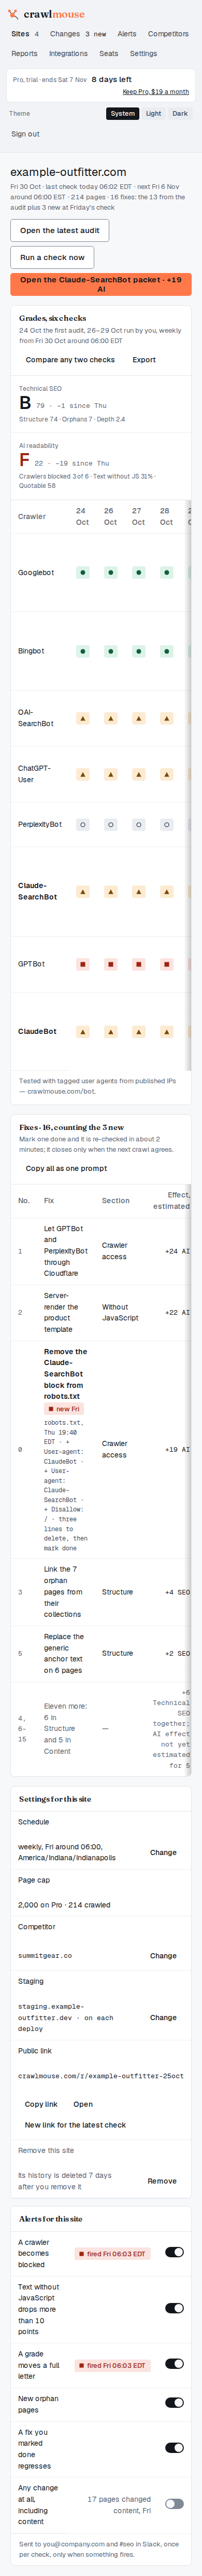 crawlmouse
Sites 4 Changes 3 new Alerts Competitors
Reports Integrations Seats Settings
Pro, trial · ends Sat 7 Nov 8 days left
Keep Pro, $19 a month
Theme System Light Dark
Sign out
example-outfitter.com
Fri 30 Oct · last check today 06:02 EDT · next Fri 6 Nov
around 06:00 EST · 214 pages · 16 fixes: the 13 from the
audit plus 3 new at Friday's check
Open the latest audit
Run a check now
Open the Claude-SearchBot packet · +19
AI
Grades, six checks
24 Oct the first audit, 26–29 Oct run by you, weekly
from Fri 30 Oct around 06:00 EDT
Compare any two checks Export
Technical SEO
B 79 · −1 since Thu
Structure 74 · Orphans 7 · Depth 2.4
AI readability
F 22 · −19 since Thu
Crawlers blocked 3 of 6 · Text without JS 31% ·
Quotable 58
Crawler 24 Oct 26 Oct 27 Oct 28 Oct
Googlebot
Bingbot
OAI-
SearchBot
ChatGPT-
User
PerplexityBot
Claude-
SearchBot
GPTBot
ClaudeBot
Tested with tagged user agents from published IPs
— crawlmouse.com/bot.
Fixes · 16, counting the 3 new
Mark one done and it is re-checked in about 2
minutes; it closes only when the next crawl agrees.
Copy all as one prompt
No. Fix Section Effect, estimated
1 Let GPTBot and PerplexityBot through Cloudflare Crawler access +24 AI
2 Server-render the product template Without JavaScript +22 AI
0 Remove the Claude-SearchBot block from robots.txt Crawler access +19 AI
new Fri
robots.txt,
Thu 19:40
EDT · +
User-agent:
ClaudeBot ·
+ User-
agent:
Claude-
SearchBot ·
+ Disallow:
/ · three
lines to
delete, then
mark done
3 Link the 7 orphan pages from their collections Structure +4 SEO
5 Replace the generic anchor text on 6 pages Structure +2 SEO
4, 6–15 Eleven more: 6 in Structure and 5 in Content — +6 Technical SEO together; AI effect not yet estimated for 5
Settings for this site
Schedule
weekly, Fri around 06:00,
America/Indiana/Indianapolis Change
Page cap
2,000 on Pro · 214 crawled
Competitor
summitgear.co Change
Staging
staging.example-
outfitter.dev · on each
deploy Change
Public link
crawlmouse.com/r/example-outfitter-25oct
Copy link Open
New link for the latest check
Remove this site
Its history is deleted 7 days
after you remove it Remove
Alerts for this site
A crawler becomes blocked fired Fri 06:03 EDT
Text without JavaScript drops more than 10 points
A grade moves a full letter fired Fri 06:03 EDT
New orphan pages
A fix you marked done regresses
Any change at all, including content 17 pages changed content, Fri
Sent to you@company.com and #seo in Slack, once
per check, only when something fires.